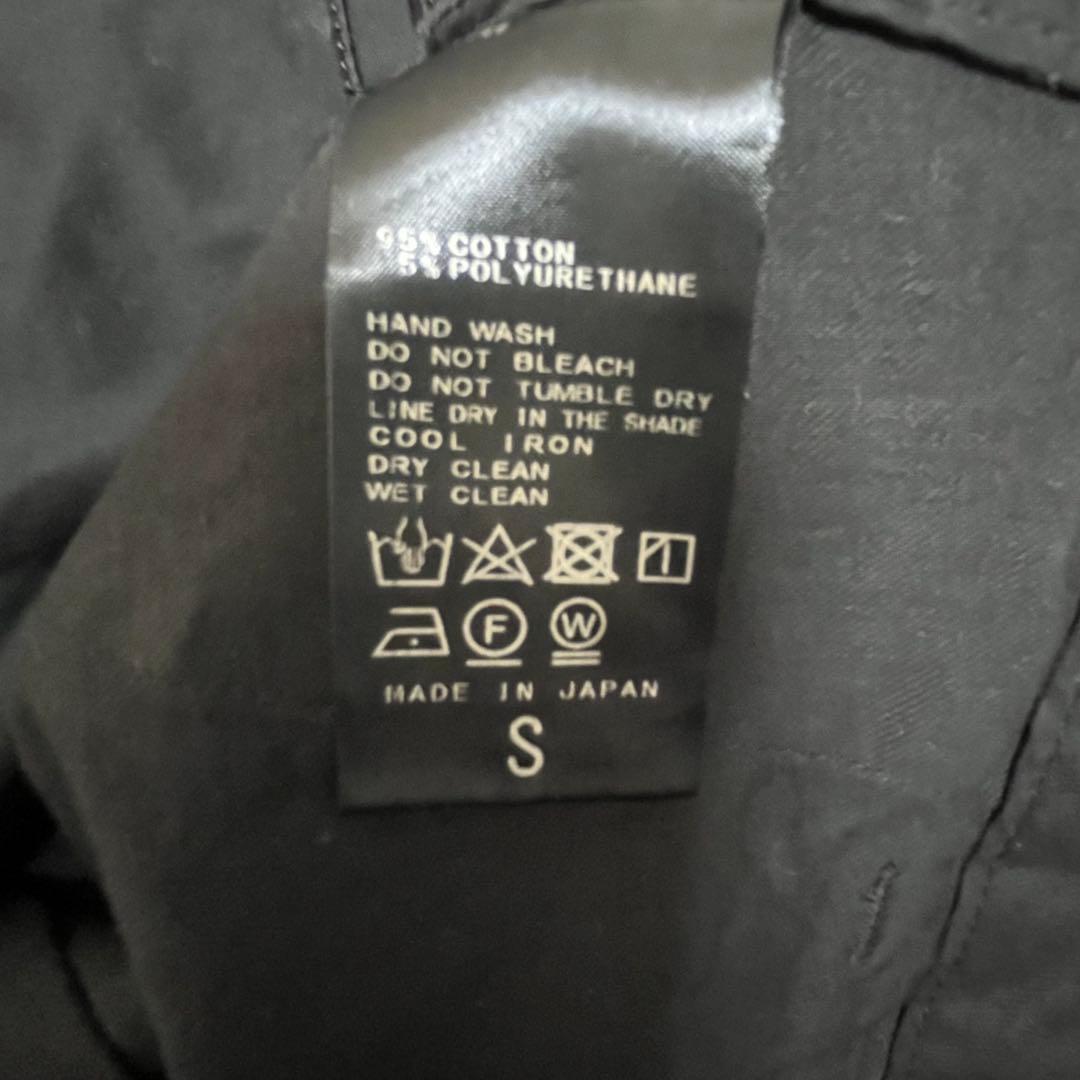 95% COTTON
5% POLYURETHANE
HAND WASH
DO NOT BLEACH
DO NOT TUMBLE DRY
LINE DRY IN THE SHADE
COOL IRON
DRY CLEAN
WET CLEAN
F W
MADE IN JAPAN
S